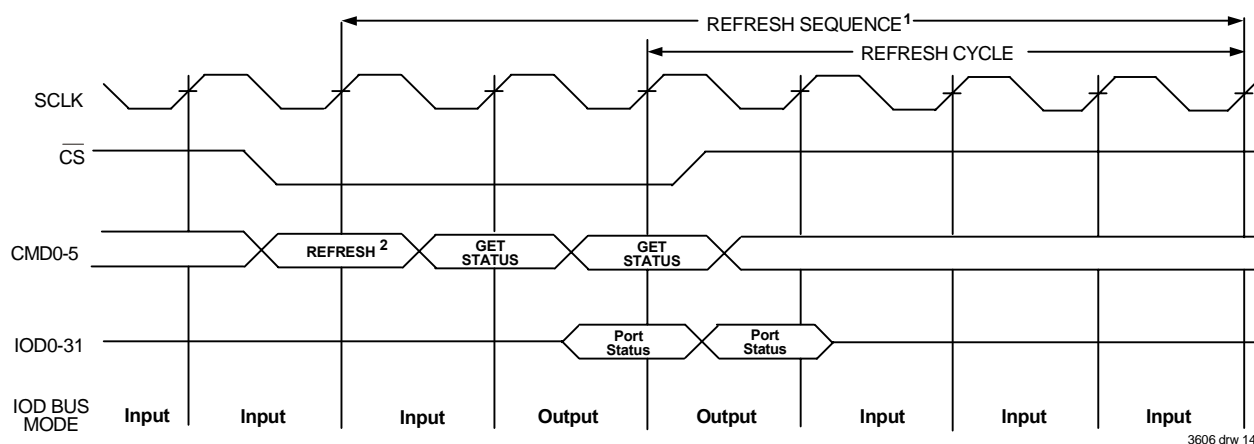 REFRESH SEQUENCE1
REFRESH CYCLE
SCLK
CS
CMD0-5
REFRESH 2
GET
STATUS
GET
STATUS
IOD0-31
Port
Status
Port
Status
IOD BUS
MODE
Input
Input
Input
Output
Output
Input
Input
Input
3606 drw 14